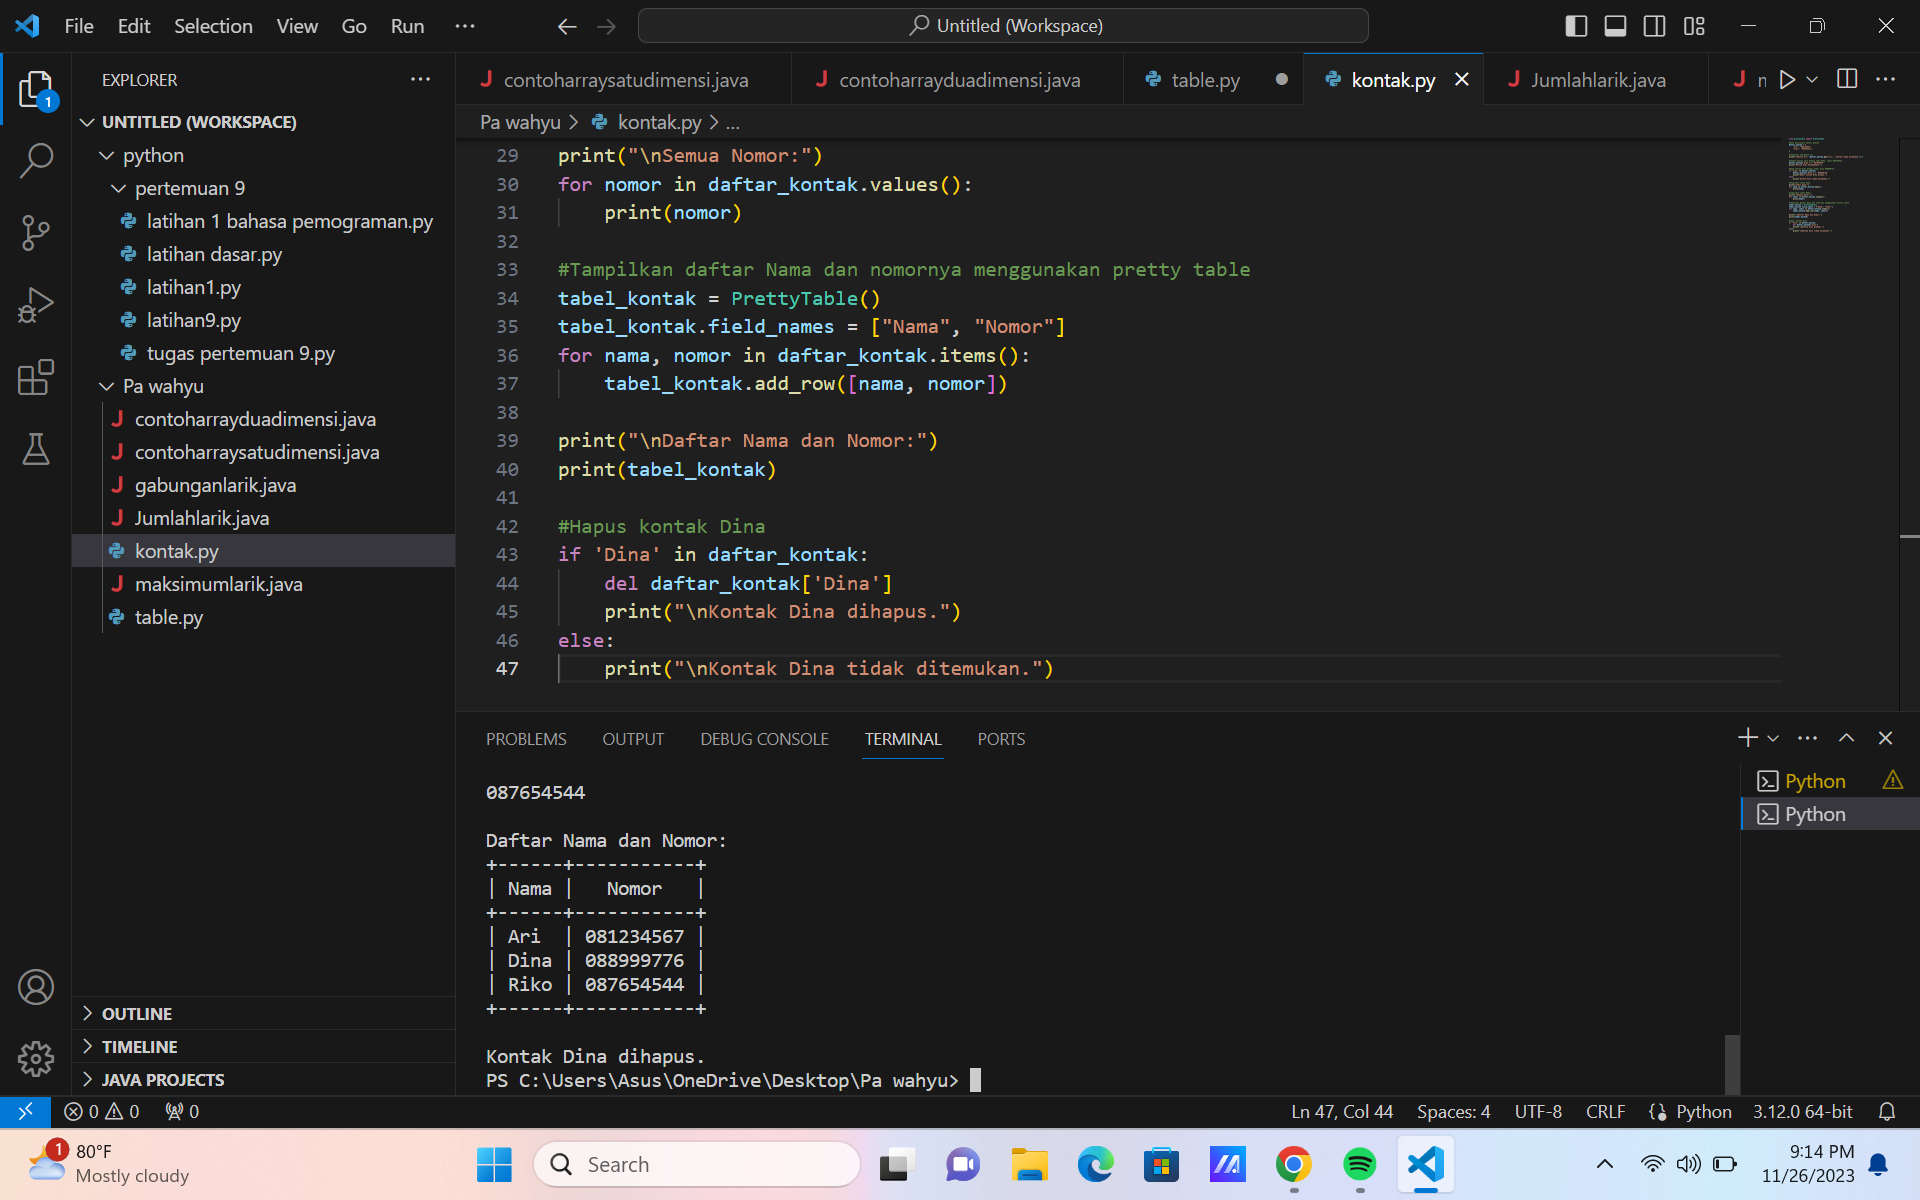 File Edit Selection View Go Run ···
Untitled (Workspace)
EXPLORER
1
UNTITLED (WORKSPACE)
python
pertemuan 9
latihan 1 bahasa pemograman.py
latihan dasar.py
latihan1.py
latihan9.py
tugas pertemuan 9.py
Pa wahyu
contoharrayduadimensi.java
contoharraysatudimensi.java
gabunganlarik.java
Jumlahlarik.java
kontak.py
maksimumlarik.java
table.py
OUTLINE
TIMELINE
JAVA PROJECTS
contoharraysatudimensi.java contoharrayduadimensi.java table.py kontak.py Jumlahlarik.java
Pa wahyu > kontak.py > ...
29 print("\nSemua Nomor:")
30 for nomor in daftar_kontak.values():
31 print(nomor)
32
33 #Tampilkan daftar Nama dan nomornya menggunakan pretty table
34 tabel_kontak = PrettyTable()
35 tabel_kontak.field_names = ["Nama", "Nomor"]
36 for nama, nomor in daftar_kontak.items():
37 tabel_kontak.add_row([nama, nomor])
38
39 print("\nDaftar Nama dan Nomor:")
40 print(tabel_kontak)
41
42 #Hapus kontak Dina
43 if 'Dina' in daftar_kontak:
44 del daftar_kontak['Dina']
45 print("\nKontak Dina dihapus.")
46 else:
47 print("\nKontak Dina tidak ditemukan.")
PROBLEMS OUTPUT DEBUG CONSOLE TERMINAL PORTS
087654544
Daftar Nama dan Nomor:
+------+-----------+
| Nama |   Nomor   |
+------+-----------+
| Ari  | 081234567 |
| Dina | 088999776 |
| Riko | 087654544 |
+------+-----------+
Kontak Dina dihapus.
PS C:\Users\Asus\OneDrive\Desktop\Pa wahyu>
Python
Python
0 0 0 Ln 47, Col 44 Spaces: 4 UTF-8 CRLF Python 3.12.0 64-bit
1
80°F
Mostly cloudy
Search
9:14 PM
11/26/2023